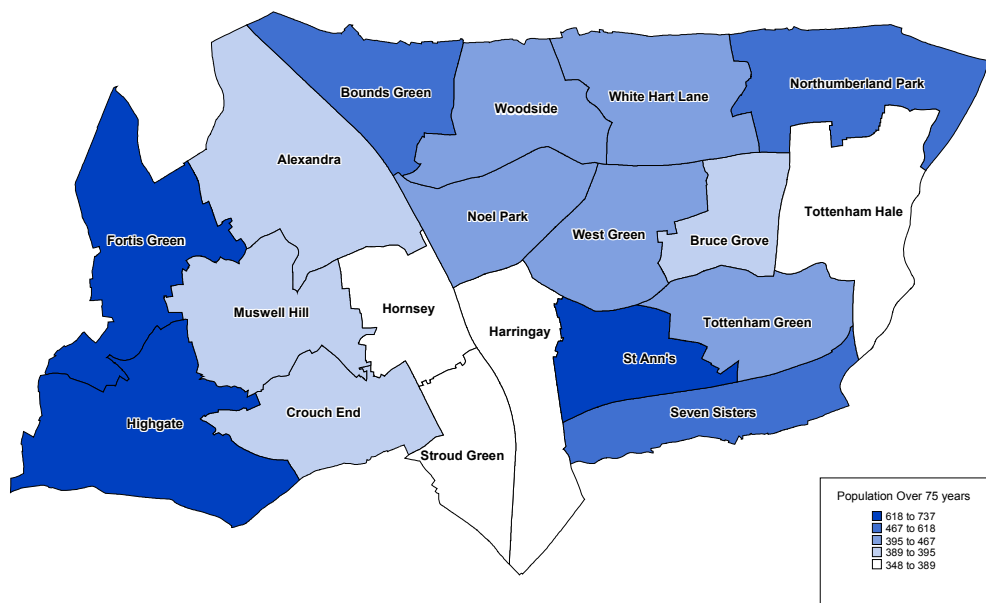 Bounds Green
Northumberland Park
White Hart Lane
Woodside
Alexandra
Tottenham Hale
Noel Park
West Green
Bruce Grove
Fortis Green
Hornsey
Muswell Hill
Tottenham Green
Harringay
St Ann's
Crouch End
Seven Sisters
Highgate
Stroud Green
Population Over 75 years
618 to 737
467 to 618
395 to 467
389 to 395
348 to 389